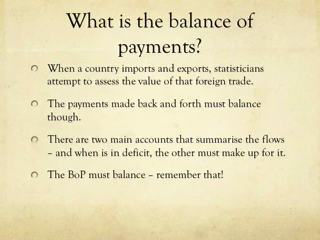 What is the balance of
payments?
When a country imports and exports, statisticians
attempt to assess the value of that foreign trade.
The payments made back and forth must balance
though.
There are two main accounts that summarise the flows
– and when is in deficit, the other must make up for it.
The BoP must balance – remember that!